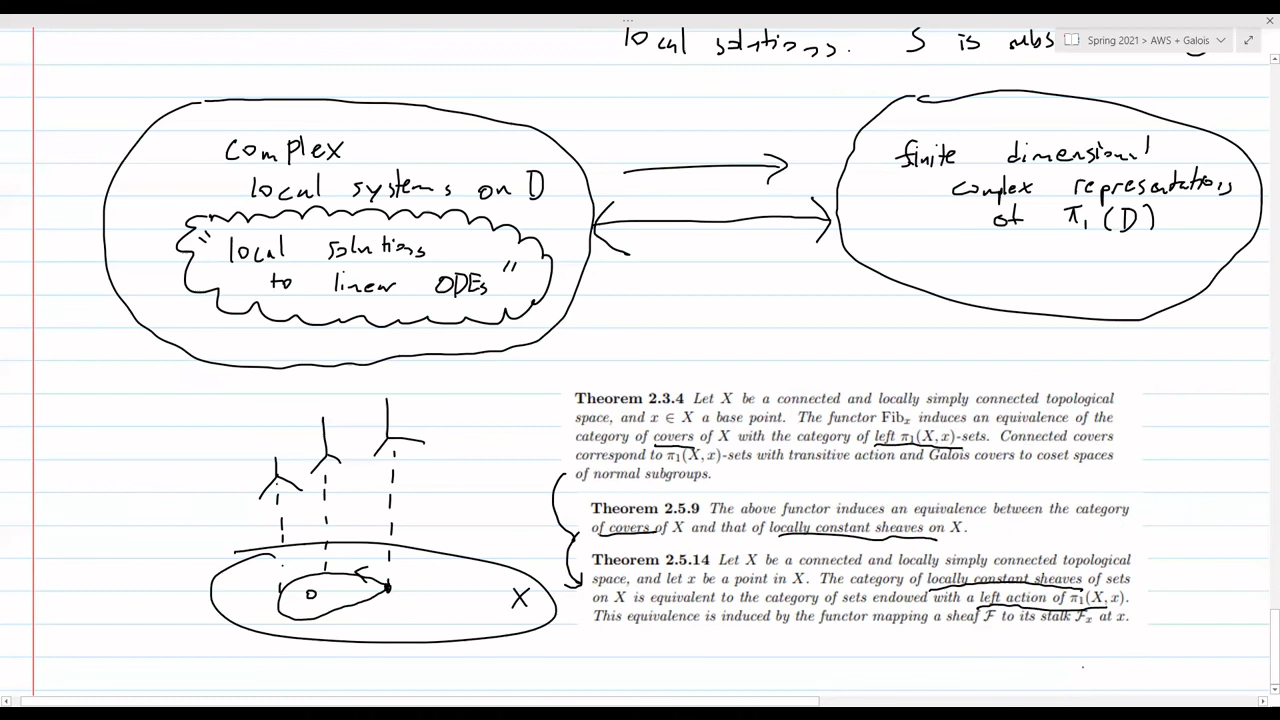 local solutions. S is
Spring 2021 > AWS + Galois
complex
local systems on D
"local solutions
to linear ODEs"
finite dimensional
complex representations
of π₁(D)
Theorem 2.3.4 Let X be a connected and locally simply connected topological
space, and x ∈ X a base point. The functor Fibₓ induces an equivalence of the
category of covers of X with the category of left π₁(X, x)-sets. Connected covers
correspond to π₁(X, x)-sets with transitive action and Galois covers to coset spaces
of normal subgroups.
Theorem 2.5.9 The above functor induces an equivalence between the category
of covers of X and that of locally constant sheaves on X.
Theorem 2.5.14 Let X be a connected and locally simply connected topological
space, and let x be a point in X. The category of locally constant sheaves of sets
on X is equivalent to the category of sets endowed with a left action of π₁(X, x).
This equivalence is induced by the functor mapping a sheaf ℱ to its stalk ℱₓ at x.
X